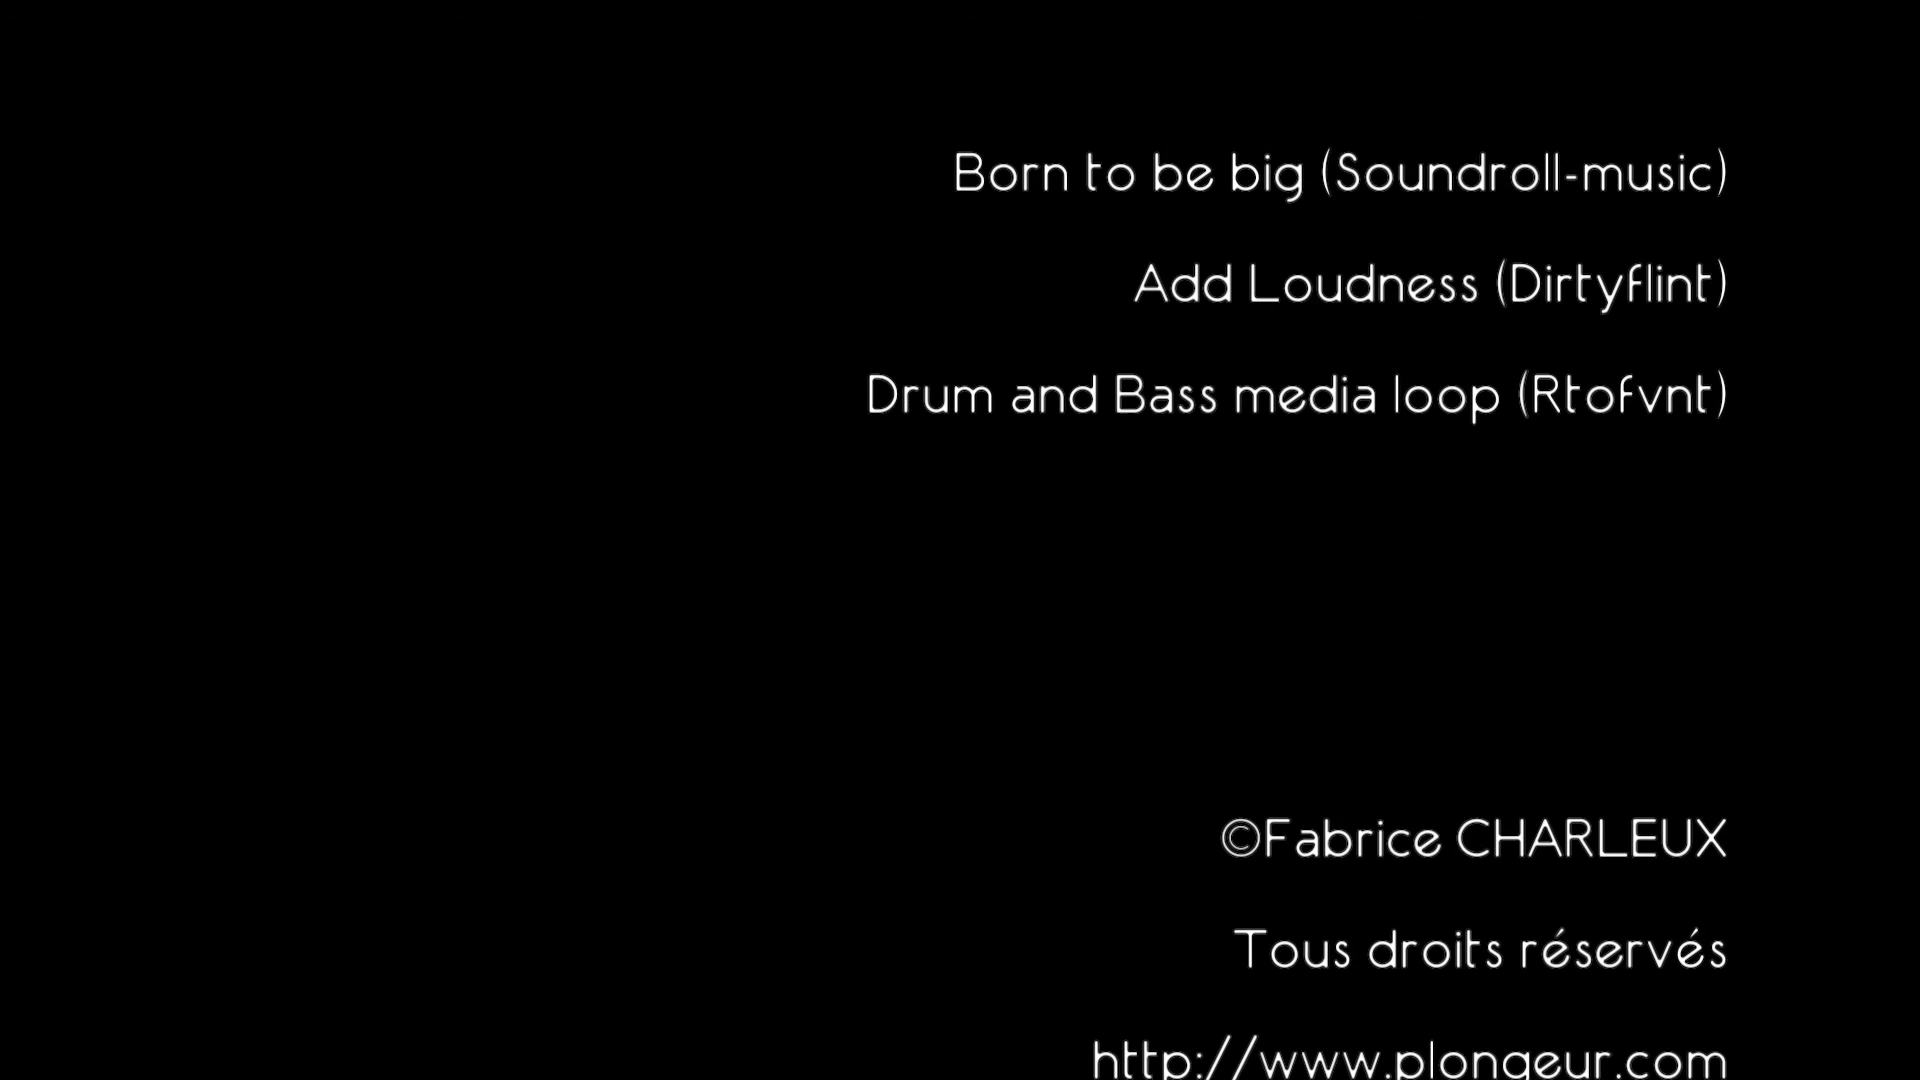 Born to be big (Soundroll-music)
Add Loudness (Dirtyflint)
Drum and Bass media loop (Rtofvnt)
©Fabrice CHARLEUX
Tous droits réservés
http://www.plongeur.com